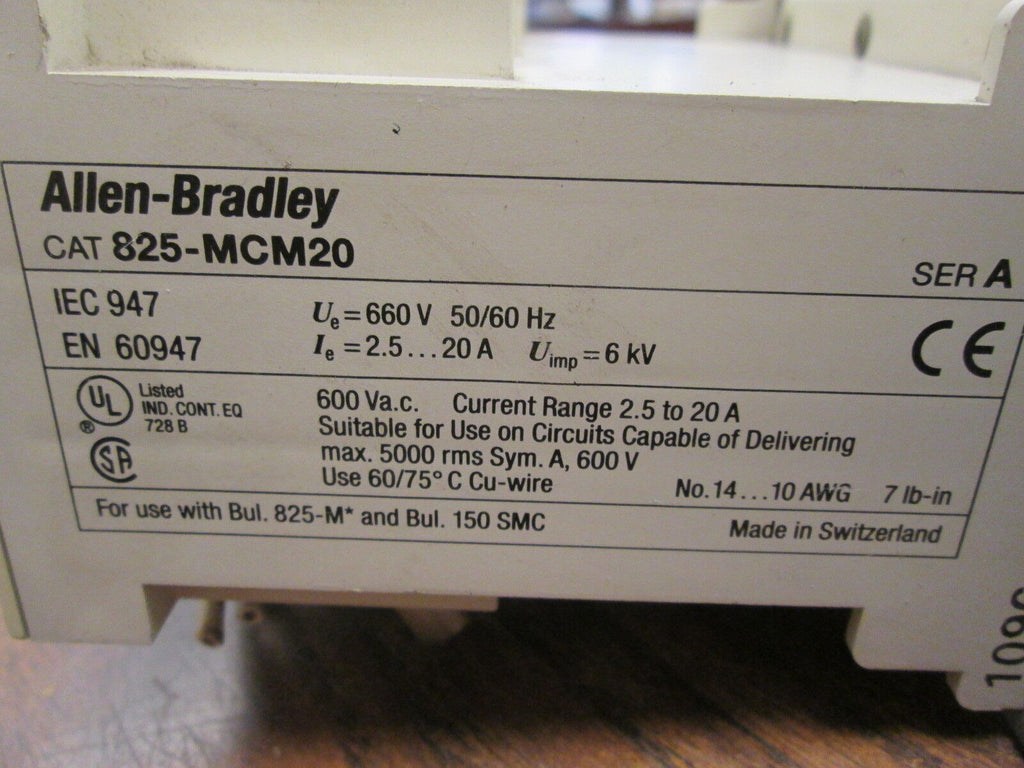 Allen-Bradley
CAT 825-MCM20
SER A
IEC 947
EN 60947
Ue = 660 V 50/60 Hz
Ie = 2.5...20 A Uimp = 6 kV
CE
UL
®
Listed
IND. CONT. EQ
728 B
SA
600 Va.c. Current Range 2.5 to 20 A
Suitable for Use on Circuits Capable of Delivering
max. 5000 rms Sym. A, 600 V
Use 60/75° C Cu-wire
No.14...10 AWG 7 lb-in
For use with Bul. 825-M* and Bul. 150 SMC
Made in Switzerland